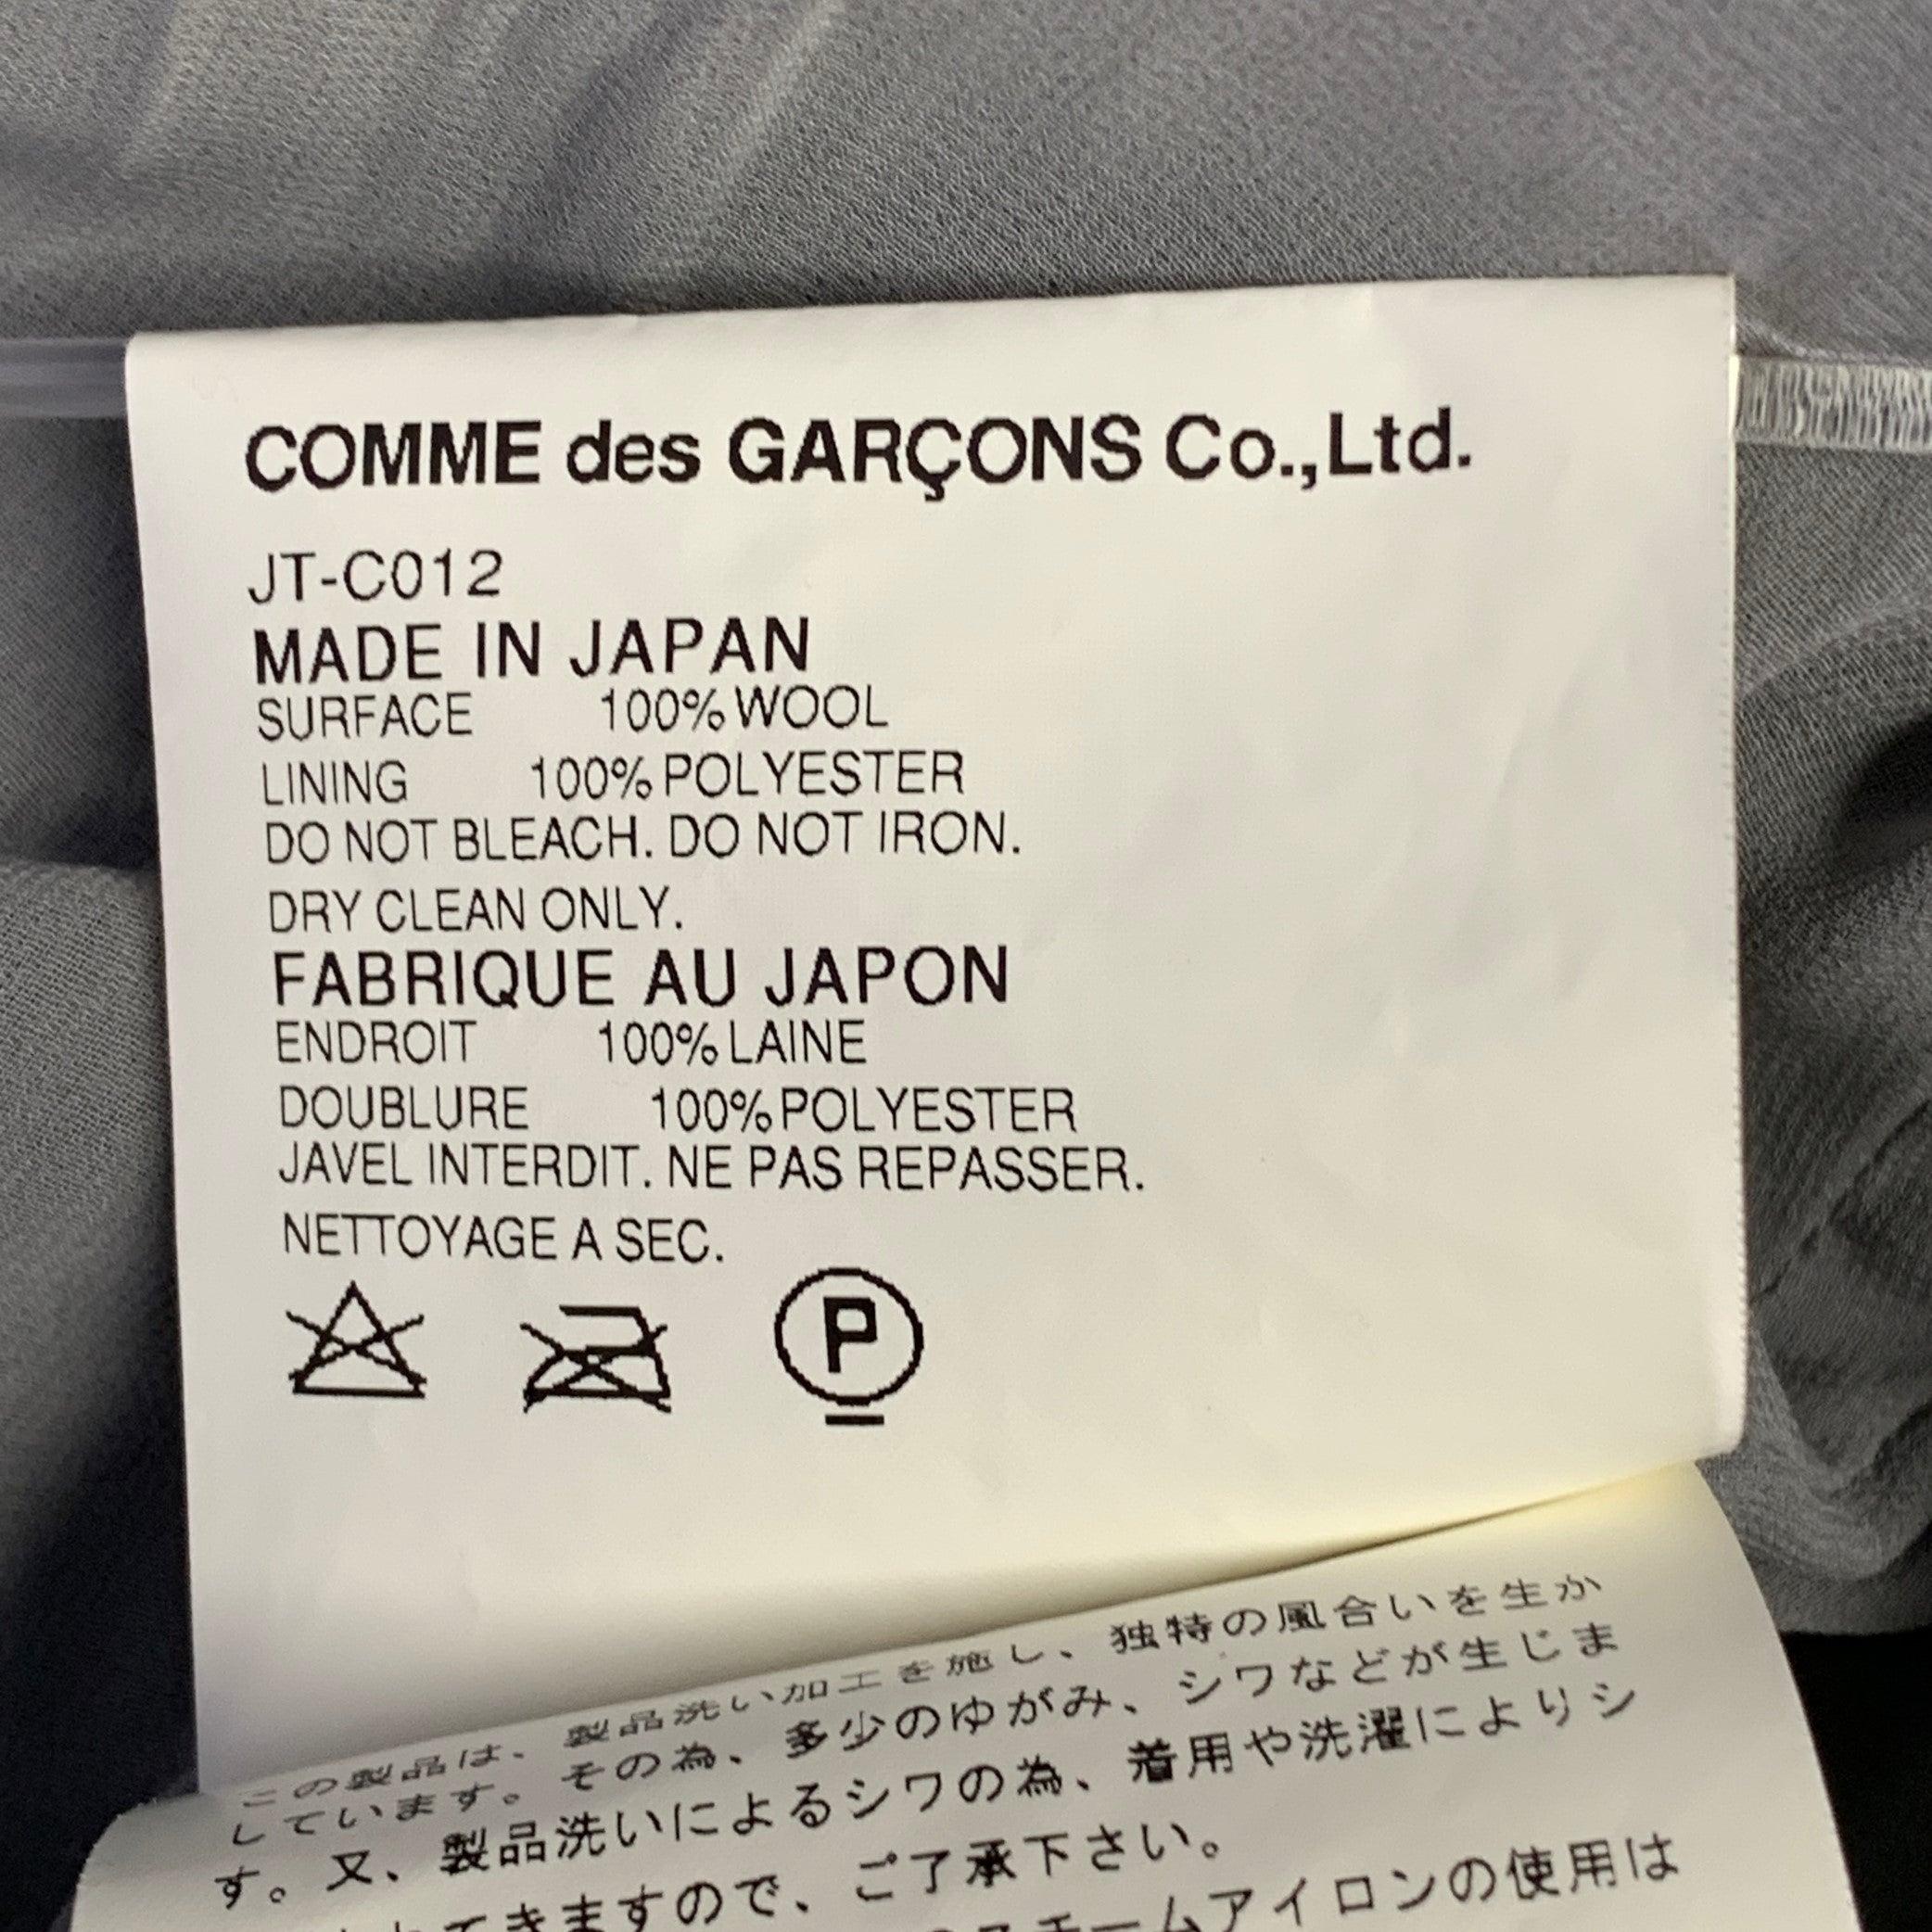 COMME des GARÇONS Co.,Ltd.
JT-C012
MADE IN JAPAN
SURFACE 100% WOOL
LINING 100% POLYESTER
DO NOT BLEACH. DO NOT IRON.
DRY CLEAN ONLY.
FABRIQUE AU JAPON
ENDROIT 100% LAINE
DOUBLURE 100% POLYESTER
JAVEL INTERDIT. NE PAS REPASSER.
NETTOYAGE A SEC.
P
この製品は、製品洗い加工を施し、独特の風合いを生か
しています。その為、多少のゆがみ、シワなどが生じま
す。又、製品洗いによるシワの為、着用や洗濯によりシ
てきますので、ご了承下さい。
スチームアイロンの使用は